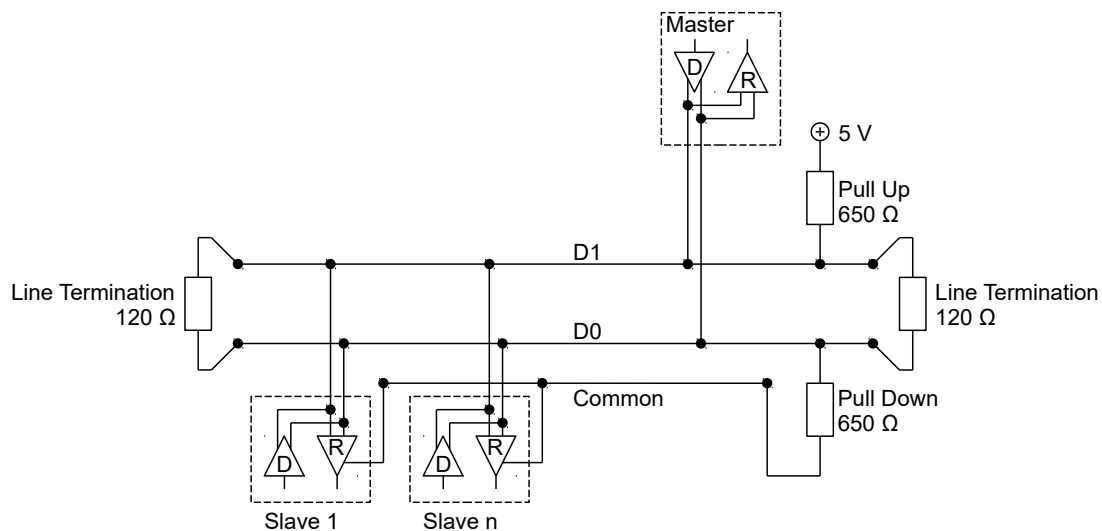 Master
D
R
5 V
Pull Up
650 Ω
D1
Line Termination
120 Ω
Line Termination
120 Ω
D0
Common
Pull Down
650 Ω
D
R
D
R
Slave 1
Slave n